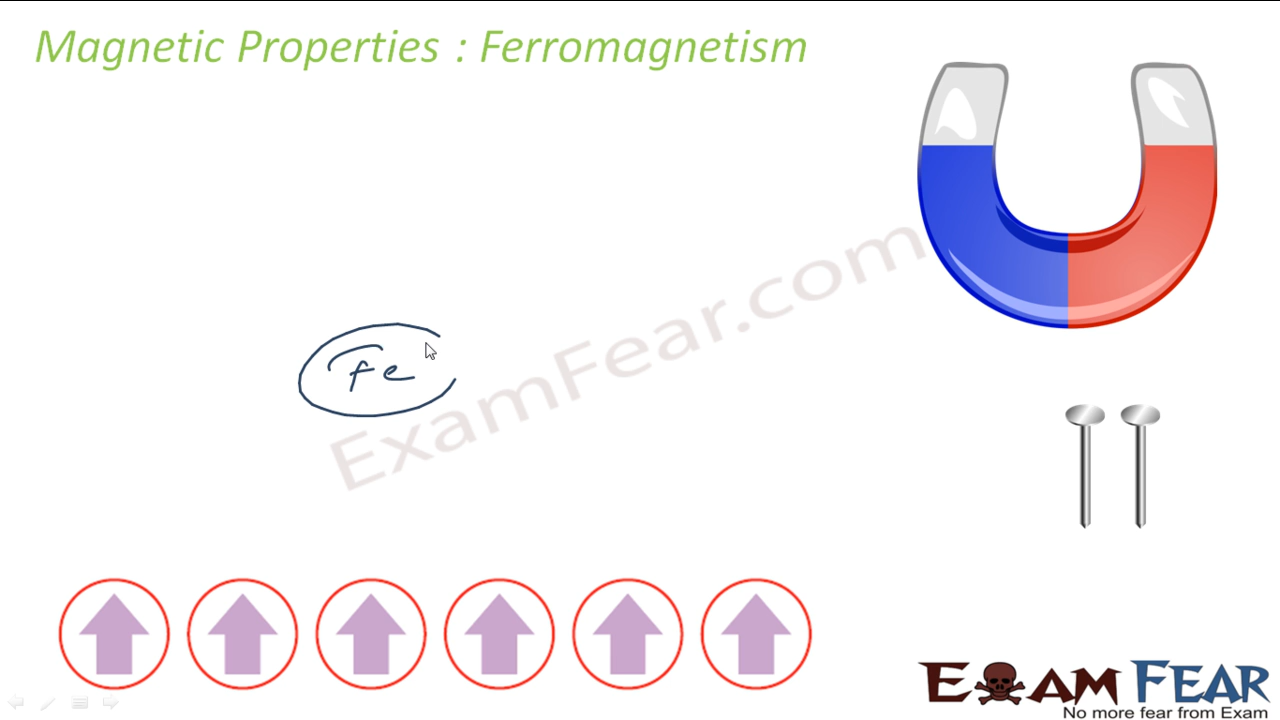 Magnetic Properties : Ferromagnetism
ExamFear.com
Fe
EXAM FEAR
No more fear from Exam